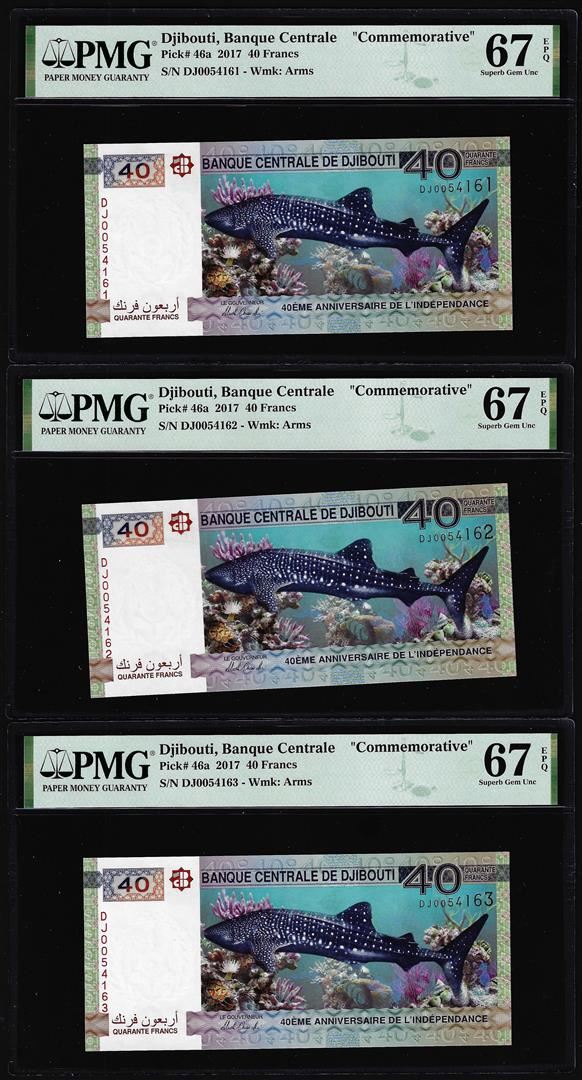 PMG®
PAPER MONEY GUARANTY
Djibouti, Banque Centrale "Commemorative"
Pick# 46a 2017 40 Francs
S/N DJ0054161 - Wmk: Arms
67 EPQ
Superb Gem Unc
40
BANQUE CENTRALE DE DJIBOUTI
40 QUARANTE FRANCS
DJ0054161
DJ0054161
أربعون فرنك
QUARANTE FRANCS
LE GOUVERNEUR
40ÈME ANNIVERSAIRE DE L'INDÉPENDANCE
PMG®
PAPER MONEY GUARANTY
Djibouti, Banque Centrale "Commemorative"
Pick# 46a 2017 40 Francs
S/N DJ0054162 - Wmk: Arms
67 EPQ
Superb Gem Unc
40
BANQUE CENTRALE DE DJIBOUTI
40 QUARANTE FRANCS
DJ0054162
DJ0054162
أربعون فرنك
QUARANTE FRANCS
LE GOUVERNEUR
40ÈME ANNIVERSAIRE DE L'INDÉPENDANCE
PMG®
PAPER MONEY GUARANTY
Djibouti, Banque Centrale "Commemorative"
Pick# 46a 2017 40 Francs
S/N DJ0054163 - Wmk: Arms
67 EPQ
Superb Gem Unc
40
BANQUE CENTRALE DE DJIBOUTI
40 QUARANTE FRANCS
DJ0054163
DJ0054163
أربعون فرنك
QUARANTE FRANCS
LE GOUVERNEUR
40ÈME ANNIVERSAIRE DE L'INDÉPENDANCE